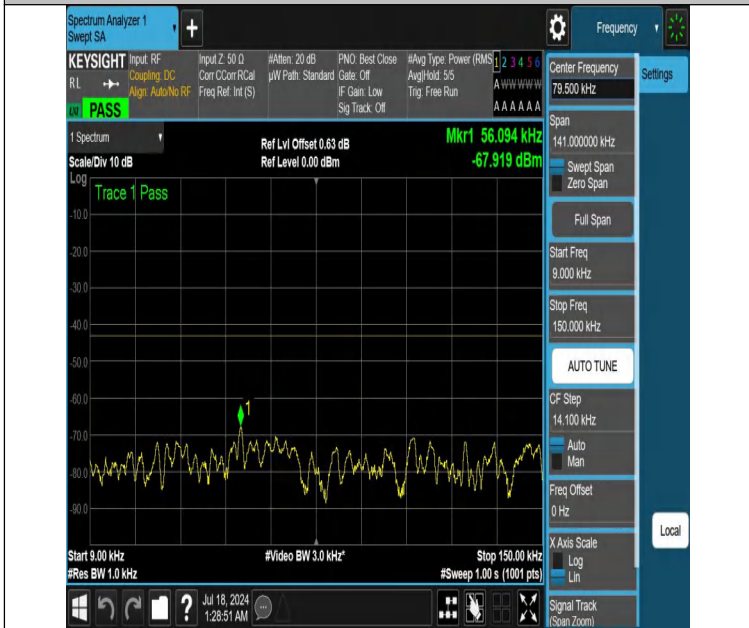 Spectrum Analyzer 1
Swept SA
+
Frequency
KEYSIGHT
RL
PASS
Input: RF
Coupling: DC
Align: Auto/No RF
Input Z: 50 Ω
Corr CCorr RCal
Freq Ref: Int (S)
#Atten: 20 dB
µW Path: Standard
PNO: Best Close
Gate: Off
IF Gain: Low
Sig Track: Off
#Avg Type: Power (RMS
Avg|Hold: 5/5
Trig: Free Run
1 2 3 4 5 6
A W W W W W
A A A A A A
1 Spectrum
Scale/Div 10 dB
Log
Ref Lvl Offset 0.63 dB
Ref Level 0.00 dBm
Mkr1 56.094 kHz
-67.919 dBm
Trace 1 Pass
-10.0
-20.0
-30.0
-40.0
-50.0
-60.0
-70.0
-80.0
-90.0
1
Start 9.00 kHz
#Res BW 1.0 kHz
#Video BW 3.0 kHz*
Stop 150.00 kHz
#Sweep 1.00 s (1001 pts)
Jul 18, 2024
1:28:51 AM
Center Frequency
79.500 kHz
Settings
Span
141.000000 kHz
Swept Span
Zero Span
Full Span
Start Freq
9.000 kHz
Stop Freq
150.000 kHz
AUTO TUNE
CF Step
14.100 kHz
Auto
Man
Freq Offset
0 Hz
X Axis Scale
Log
Lin
Local
Signal Track
(Span Zoom)